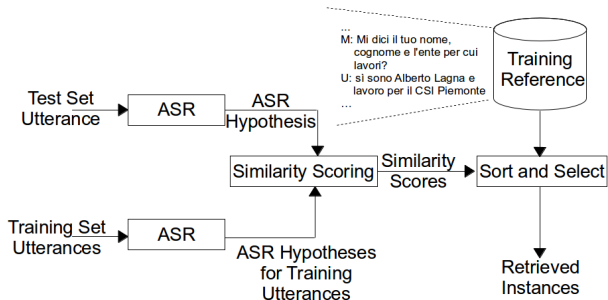 ...
M: Mi dici il tuo nome,
cognome e l'ente per cui
lavori?
U: sì sono Alberto Lagna e
lavoro per il CSI Piemonte
...
Training
Reference
Test Set
Utterance
ASR
ASR
Hypothesis
Similarity Scoring
Similarity
Scores
Sort and Select
Training Set
Utterances
ASR
ASR Hypotheses
for Training
Utterances
Retrieved
Instances